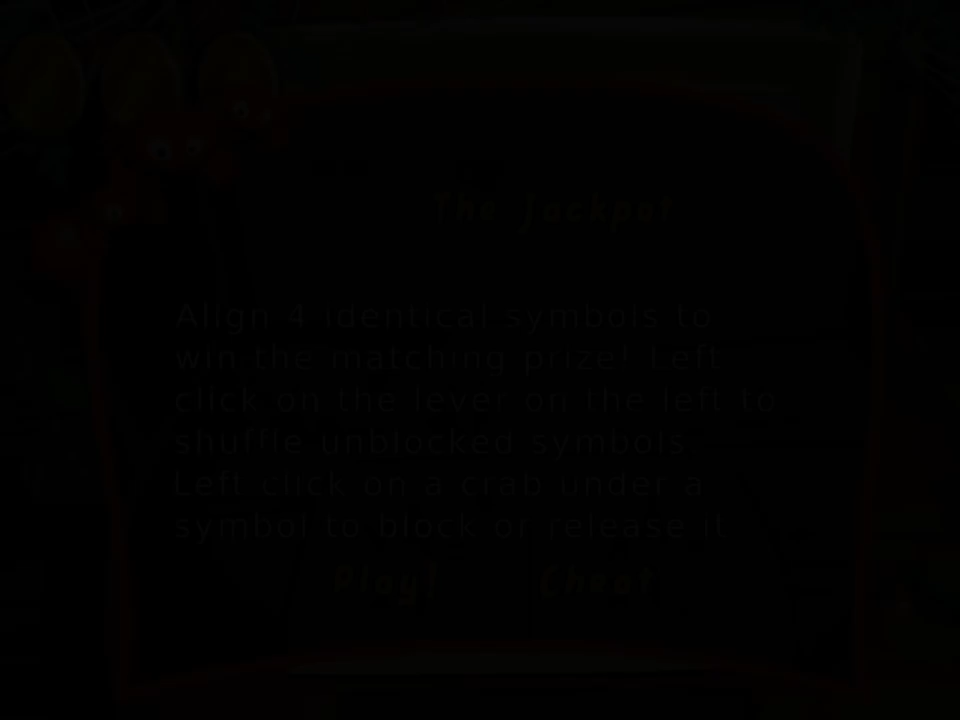 The Jackpot
Align 4 identical symbols to
win the matching prize! Left
click on the lever on the left to
shuffle unblocked symbols.
Left click on a crab under a
symbol to block or release it.
Play! Cheat